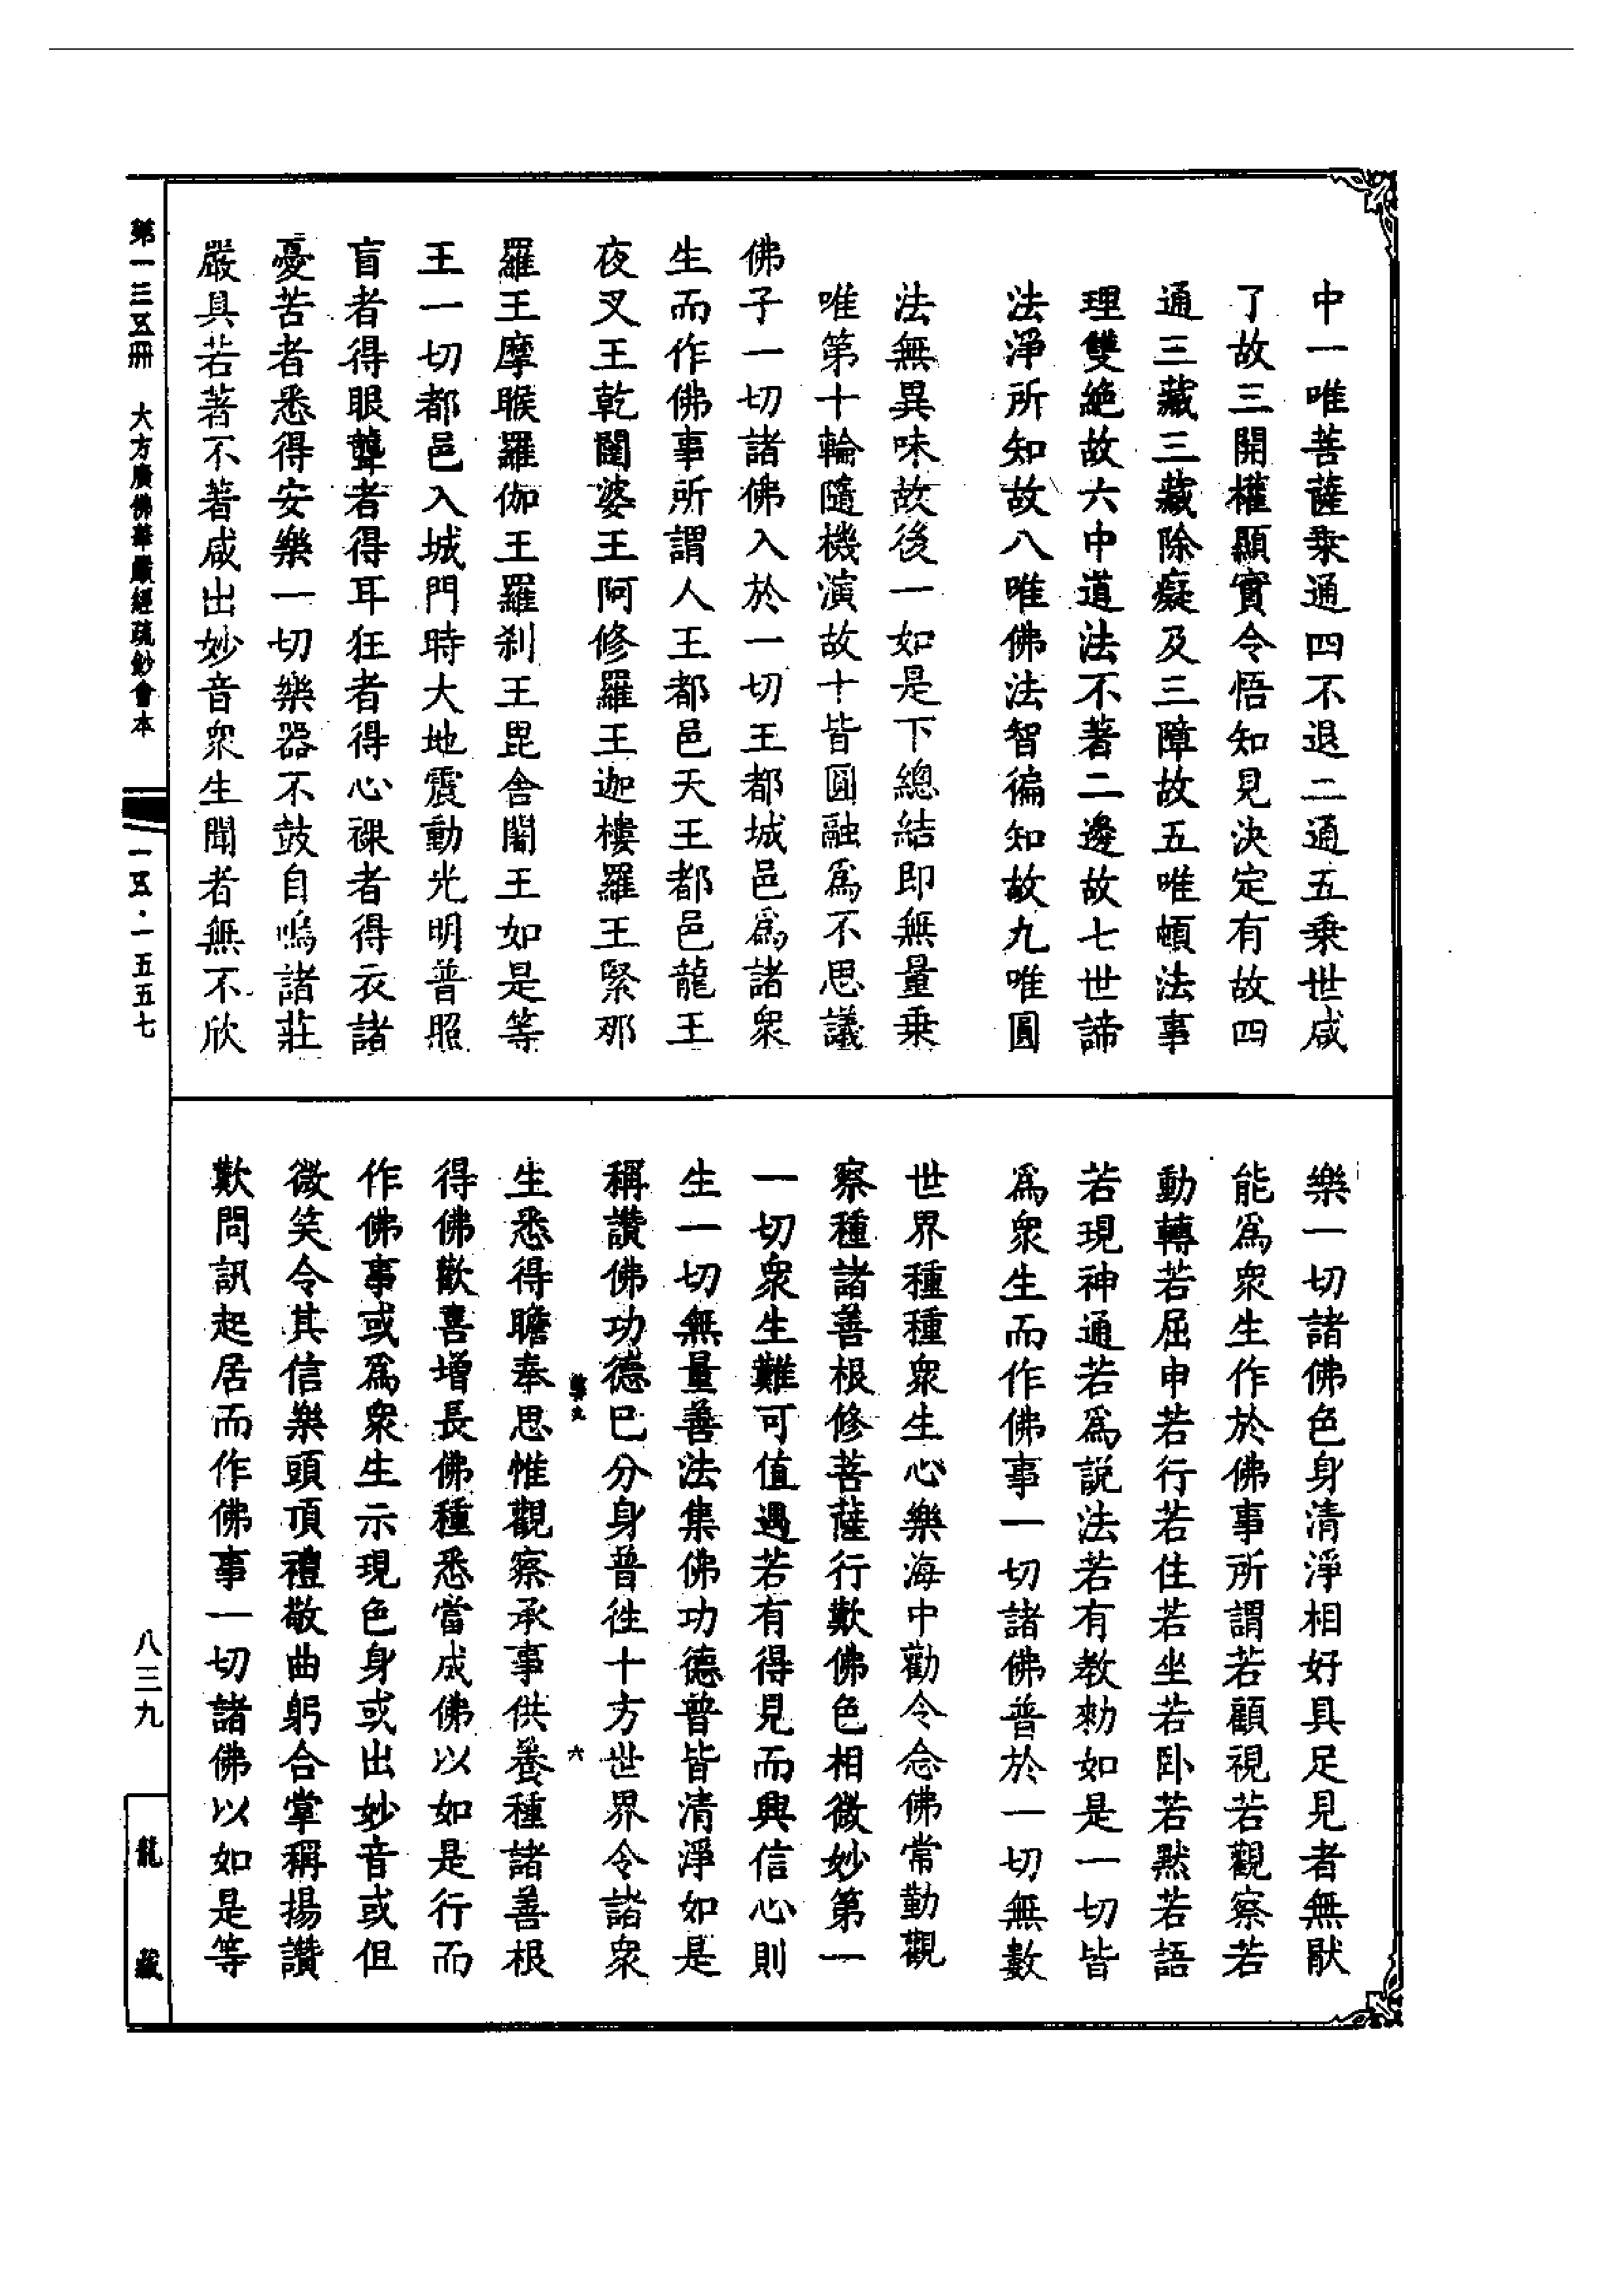 中一唯菩薩乗通四不退二通五乗世咸
了故三開權顯實令悟知見決定有故四
通三藏三藏除癡及三障故五唯頓法事
理雙絶故六中道法不著二邊故七世諦
法淨所知故八唯佛法智徧知故九唯圓
法無異味故後一如是下總結即無量乗
唯第十輪隨機演故十皆圓融爲不思議
佛子一切諸佛入於一切王都城邑爲諸衆
生而作佛事所謂人王都邑天王都邑龍王
夜叉王乾闥婆王阿修羅王迦樓羅王緊那
羅王摩睺羅伽王羅刹王毘舍闍王如是等
王一切都邑入城門時大地震動光明普照
盲者得眼聾者得耳狂者得心裸者得衣諸
憂苦者悉得安樂一切樂器不鼓自鳴諸莊
嚴具若著不著咸出妙音衆生聞者無不欣
樂一切諸佛色身清淨相好具足見者無猒
能爲衆生作於佛事所謂若顧視若觀察若
動轉若屈申若行若住若坐若卧若黙若語
若現神通若爲説法若有教勑如是一切皆
爲衆生而作佛事一切諸佛普於一切無數
世界種種衆生心樂海中勸令念佛常勤觀
察種諸善根修菩薩行歎佛色相微妙第一
一切衆生難可值遇若有得見而興信心則
生一切無量善法集佛功德普皆清淨如是
稱讚佛功德已分身普徃十方世界令諸衆
六
生悉得瞻奉思惟觀察承事供養種諸善根
得佛歡喜增長佛種悉當成佛以如是行而
作佛事或爲衆生示現色身或出妙音或但
微笑令其信樂頭頂禮敬曲躬合掌稱揚讚
歎問訊起居而作佛事一切諸佛以如是等
第一三五冊　大方廣佛華嚴經疏鈔會本
一五·一五五七
八三九
龍藏